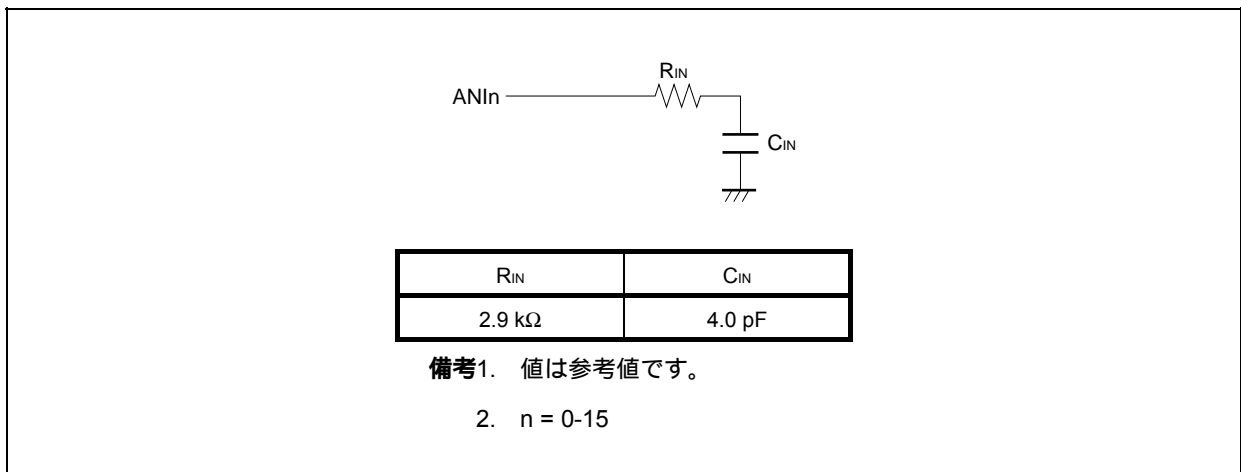 RIN
ANIn
CIN
RIN CIN
2.9 kΩ 4.0 pF
備考1. 値は参考値です。
2. n = 0-15